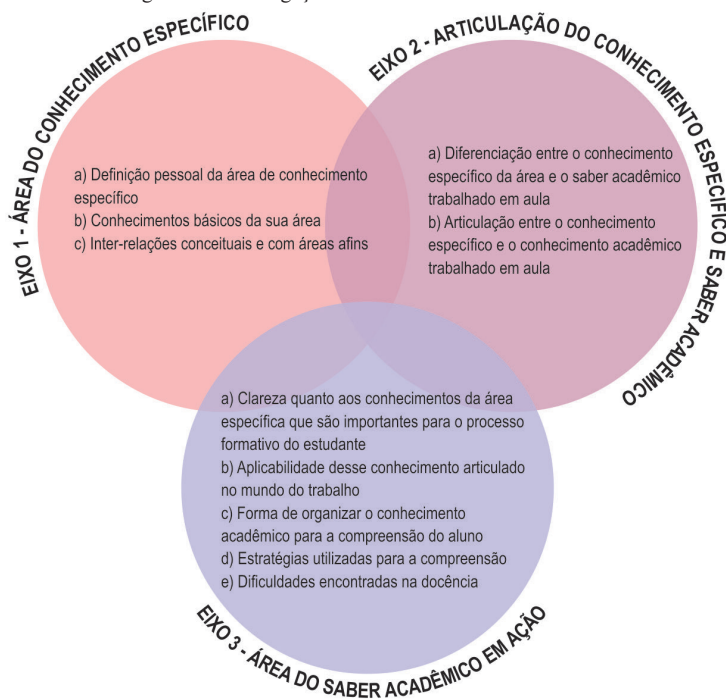 EIXO 1 - ÁREA DO CONHECIMENTO ESPECÍFICO
a) Definição pessoal da área de conhecimento
específico
b) Conhecimentos básicos da sua área
c) Inter-relações conceituais e com áreas afins
EIXO 2 - ARTICULAÇÃO DO CONHECIMENTO ESPECIFICO E SABER ACADÊMICO
a) Diferenciação entre o conhecimento
específico da área e o saber acadêmico
trabalhado em aula
b) Articulação entre o conhecimento
específico e o conhecimento acadêmico
trabalhado em aula
a) Clareza quanto aos conhecimentos da área
específica que são importantes para o processo
formativo do estudante
b) Aplicabilidade desse conhecimento articulado
no mundo do trabalho
c) Forma de organizar o conhecimento
acadêmico para a compreensão do aluno
d) Estratégias utilizadas para a compreensão
e) Dificuldades encontradas na docência
EIXO 3 - ÁREA DO SABER ACADÊMICO EM AÇÃO